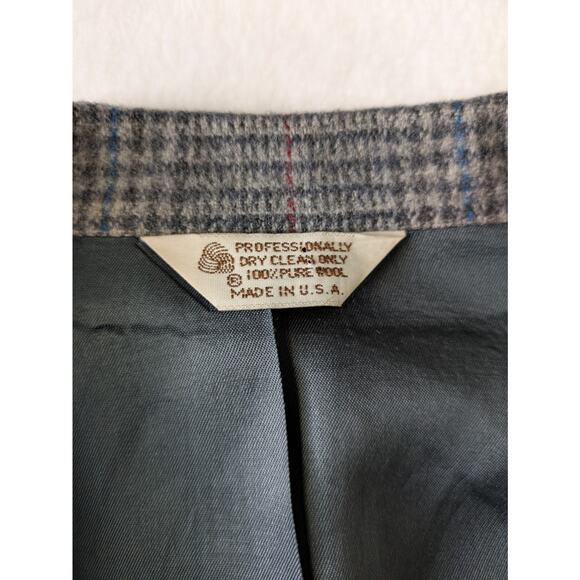 PROFESSIONALLY
DRY CLEAN ONLY
® 100% PURE WOOL
MADE IN U.S.A.